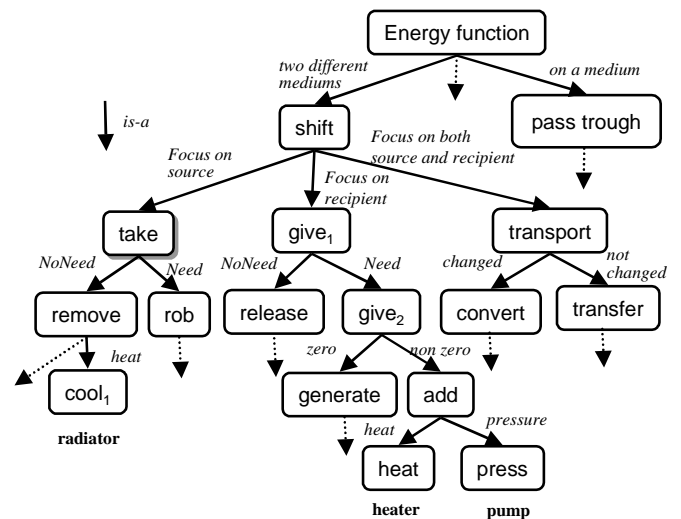 Energy function
two different
mediums
on a medium
is-a
shift
pass trough
Focus on both
source and recipient
Focus on
source
Focus on
recipient
take
give₁
transport
NoNeed
Need
NoNeed
Need
changed
not
changed
remove
rob
release
give₂
convert
transfer
heat
zero
non zero
cool₁
generate
add
radiator
heat
pressure
heat
press
heater
pump